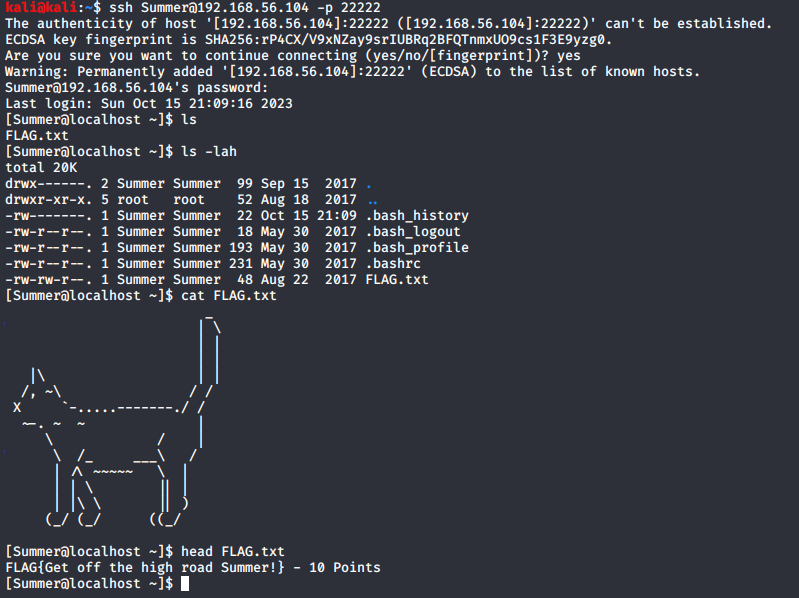 kali@kali:~$ ssh Summer@192.168.56.104 -p 22222
The authenticity of host '[192.168.56.104]:22222 ([192.168.56.104]:22222)' can't be established.
ECDSA key fingerprint is SHA256:rP4CX/V9xNZay9srIUBRq2BFQTnmxUO9cs1F3E9yzg0.
Are you sure you want to continue connecting (yes/no/[fingerprint])? yes
Warning: Permanently added '[192.168.56.104]:22222' (ECDSA) to the list of known hosts.
Summer@192.168.56.104's password:
Last login: Sun Oct 15 21:09:16 2023
[Summer@localhost ~]$ ls
FLAG.txt
[Summer@localhost ~]$ ls -lah
total 20K
drwx------. 2 Summer Summer  99 Sep 15  2017 .
drwxr-xr-x. 5 root   root    52 Aug 18  2017 ..
-rw-------. 1 Summer Summer  22 Oct 15 21:09 .bash_history
-rw-r--r--. 1 Summer Summer  18 May 30  2017 .bash_logout
-rw-r--r--. 1 Summer Summer 193 May 30  2017 .bash_profile
-rw-r--r--. 1 Summer Summer 231 May 30  2017 .bashrc
-rw-rw-r--. 1 Summer Summer  48 Aug 22  2017 FLAG.txt
[Summer@localhost ~]$ cat FLAG.txt
[Summer@localhost ~]$ head FLAG.txt
FLAG{Get off the high road Summer!} - 10 Points
[Summer@localhost ~]$